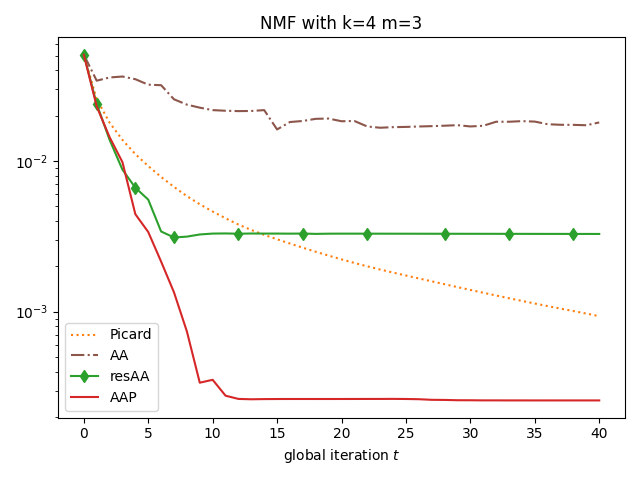 NMF with k=4 m=3
10^{-2}
10^{-3}
Picard
AA
resAA
AAP
0 5 10 15 20 25 30 35 40
global iteration t